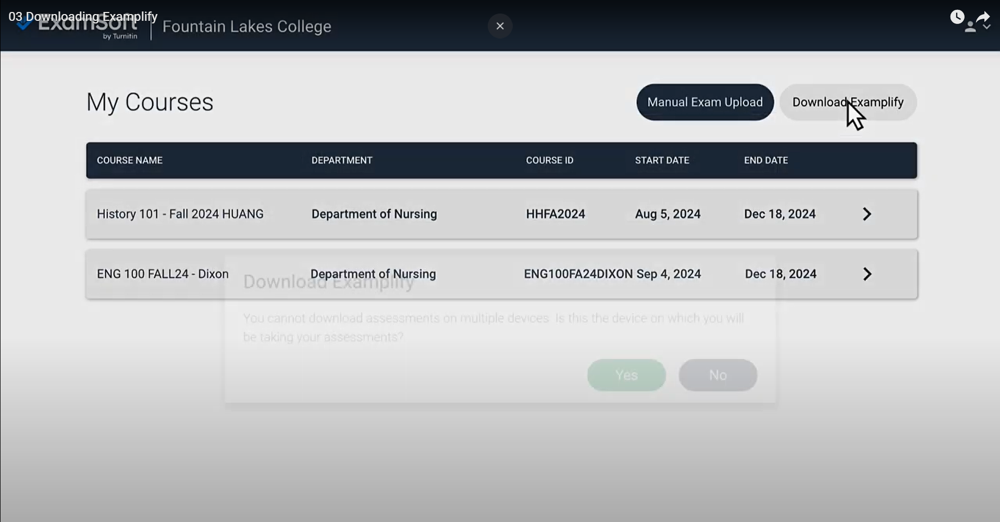 03 Downloading Examplify
ExamSoft
by Turnitin
Fountain Lakes College
My Courses
Manual Exam Upload
Download Examplify
COURSE NAME DEPARTMENT COURSE ID START DATE END DATE
History 101 - Fall 2024 HUANG Department of Nursing HHFA2024 Aug 5, 2024 Dec 18, 2024
ENG 100 FALL24 - Dixon Department of Nursing ENG100FA24DIXON Sep 4, 2024 Dec 18, 2024
Download Examplify
You cannot download assessments on multiple devices. Is this the device on which you will
be taking your assessments?
Yes No